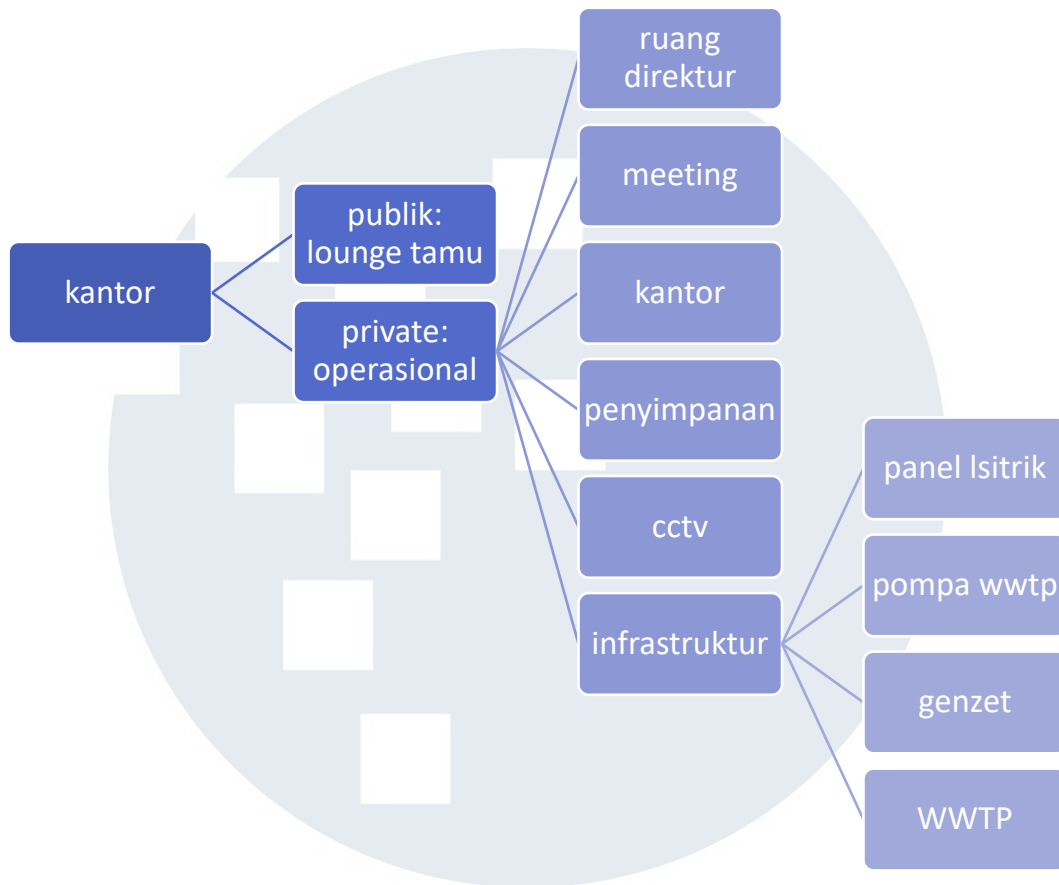 kantor
publik:
lounge tamu
private:
operasional
ruang
direktur
meeting
kantor
penyimpanan
cctv
infrastruktur
panel lsitrik
pompa wwtp
genzet
WWTP